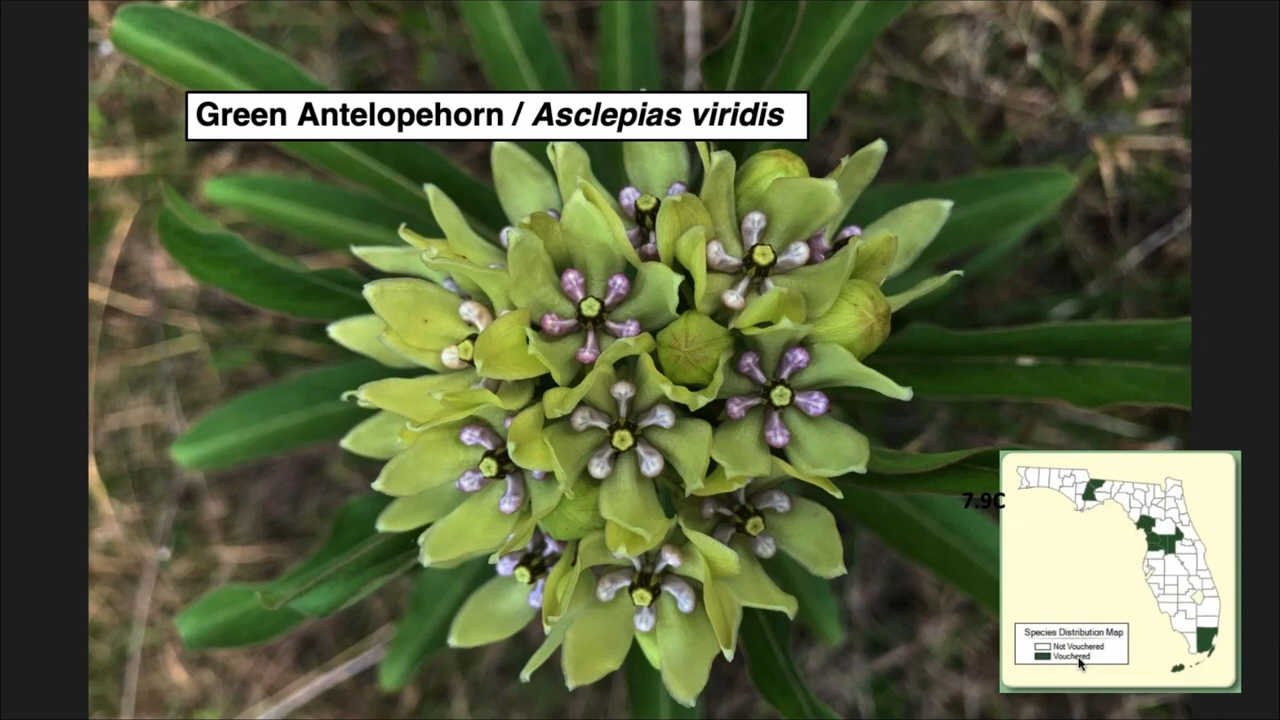 Green Antelopehorn / Asclepias viridis
7.9C
Species Distribution Map
Not Vouchered
Vouchered